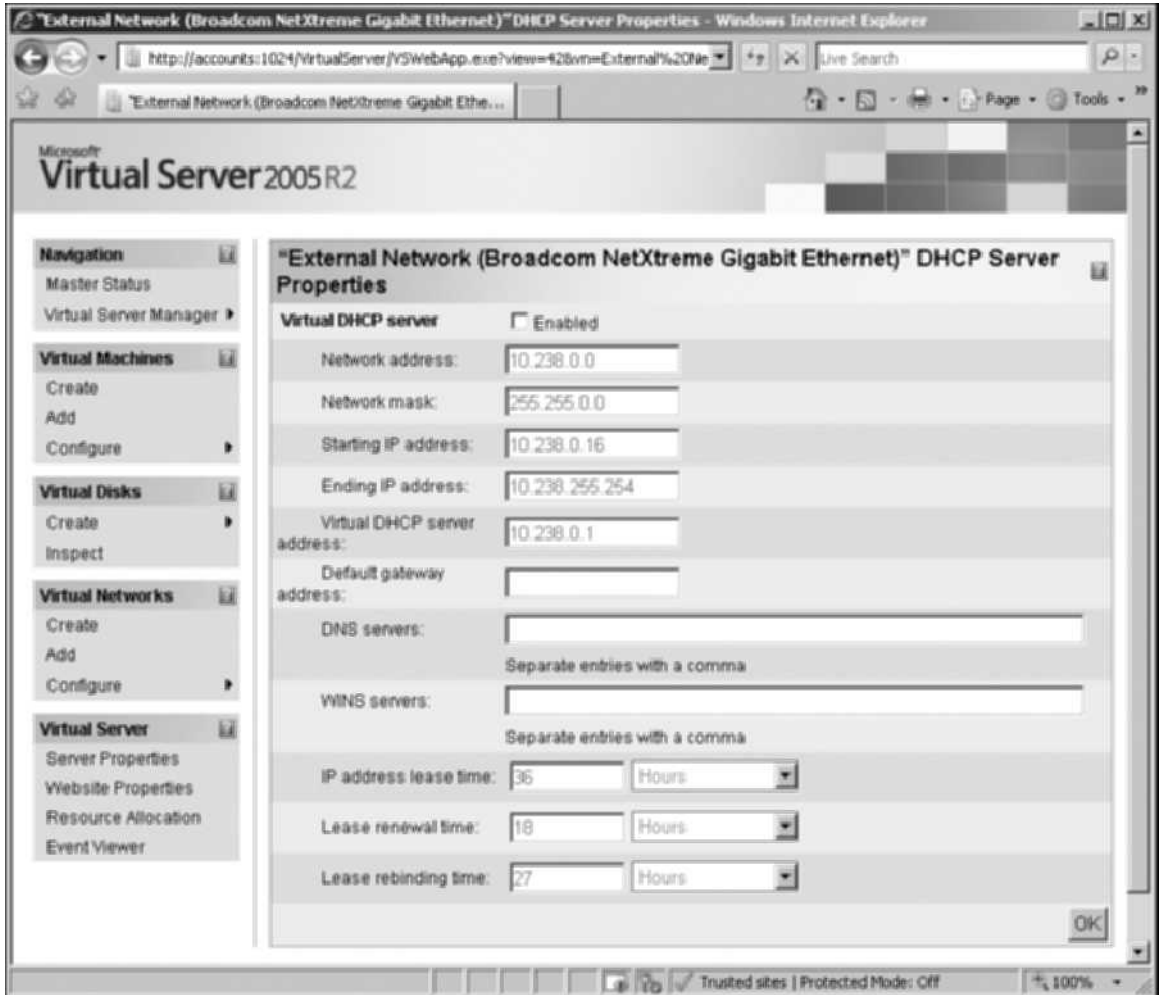 "External Network (Broadcom NetXtreme Gigabit Ethernet)" DHCP Server Properties - Windows Internet Explorer
http://accounts:1024/VirtualServer/VSWebApp.exe?view=42&vn=External%20Ne
Live Search
"External Network (Broadcom NetXtreme Gigabit Ethe...
Page
Tools
Microsoft
Virtual Server 2005 R2
Navigation
Master Status
Virtual Server Manager
Virtual Machines
Create
Add
Configure
Virtual Disks
Create
Inspect
Virtual Networks
Create
Add
Configure
Virtual Server
Server Properties
Website Properties
Resource Allocation
Event Viewer
"External Network (Broadcom NetXtreme Gigabit Ethernet)" DHCP Server
Properties
Virtual DHCP server Enabled
Network address: 10.238.0.0
Network mask: 255.255.0.0
Starting IP address: 10.238.0.16
Ending IP address: 10.238.255.254
Virtual DHCP server
address: 10.238.0.1
Default gateway
address:
DNS servers:
Separate entries with a comma
WINS servers:
Separate entries with a comma
IP address lease time: 36 Hours
Lease renewal time: 18 Hours
Lease rebinding time: 27 Hours
OK
Trusted sites | Protected Mode: Off
100%